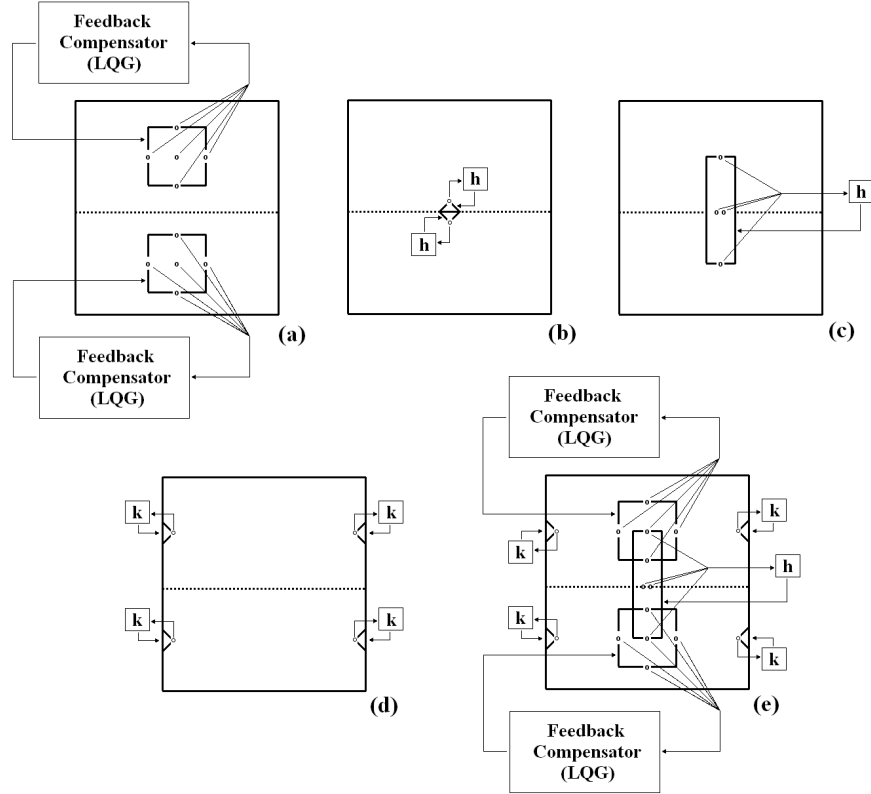 Feedback
Compensator
(LQG)
h
h
h
Feedback
Compensator
(LQG)
(a)
(b)
(c)
Feedback
Compensator
(LQG)
k
k
k
k
(d)
k
k
h
k
k
(e)
Feedback
Compensator
(LQG)